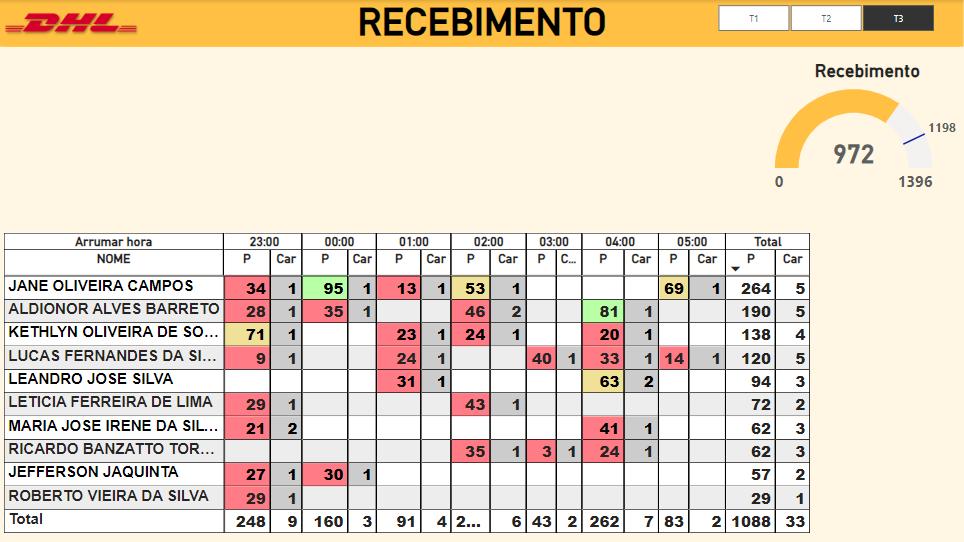 DHL
RECEBIMENTO
T1 T2 T3
Recebimento
1198
972
0 1396
Arrumar hora 23:00 00:00 01:00 02:00 03:00 04:00 05:00 Total
NOME P Car P Car P Car P Car P C... P Car P Car P Car
JANE OLIVEIRA CAMPOS 34 1 95 1 13 1 53 1 69 1 264 5
ALDIONOR ALVES BARRETO 28 1 35 1 46 2 81 1 190 5
KETHLYN OLIVEIRA DE SO... 71 1 23 1 24 1 20 1 138 4
LUCAS FERNANDES DA SI... 9 1 24 1 40 1 33 1 14 1 120 5
LEANDRO JOSE SILVA 31 1 63 2 94 3
LETICIA FERREIRA DE LIMA 29 1 43 1 72 2
MARIA JOSE IRENE DA SIL... 21 2 41 1 62 3
RICARDO BANZATTO TOR... 35 1 3 1 24 1 62 3
JEFFERSON JAQUINTA 27 1 30 1 57 2
ROBERTO VIEIRA DA SILVA 29 1 29 1
Total 248 9 160 3 91 4 2... 6 43 2 262 7 83 2 1088 33